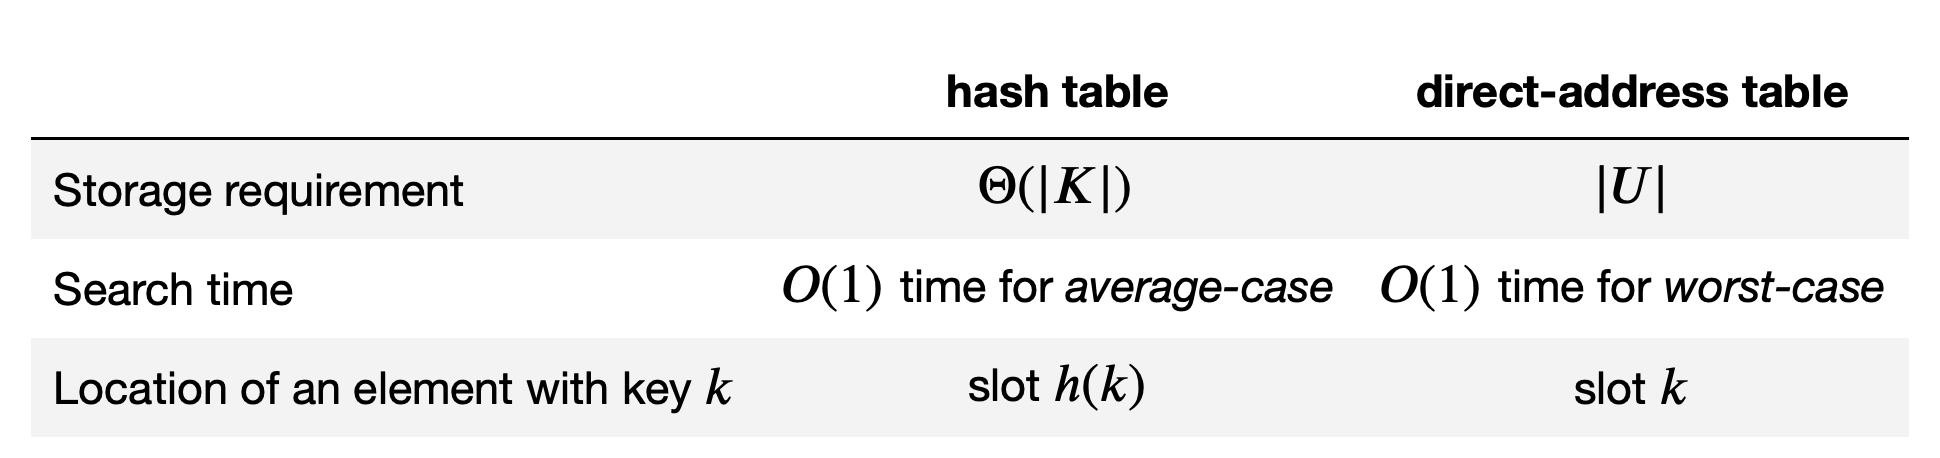 hash table direct-address table
Storage requirement Θ(|K|) |U|
Search time O(1) time for average-case O(1) time for worst-case
Location of an element with key k slot h(k) slot k